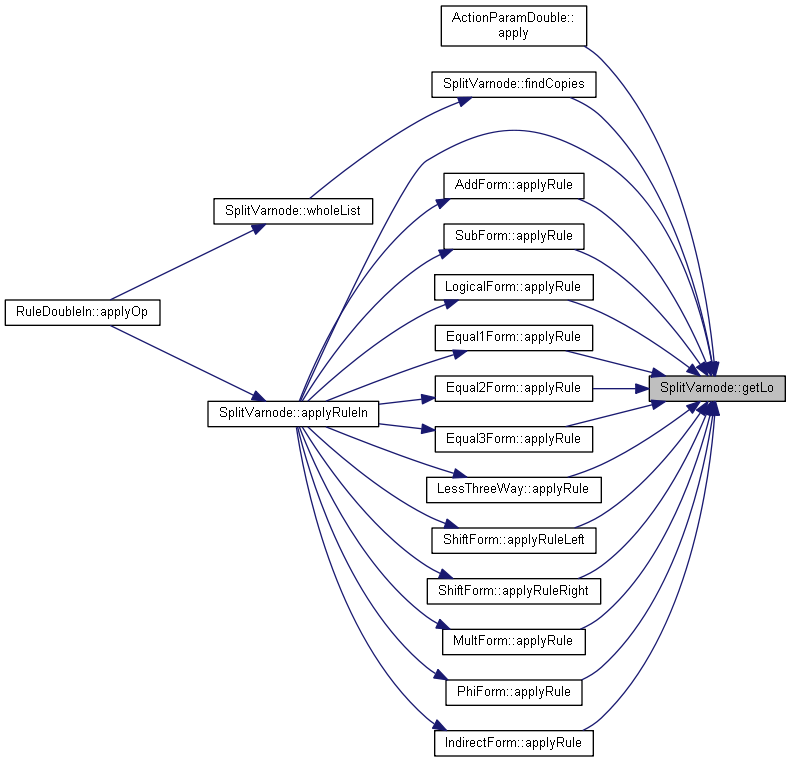 ActionParamDouble::
apply
SplitVarnode::findCopies
AddForm::applyRule
SplitVarnode::wholeList
SubForm::applyRule
LogicalForm::applyRule
RuleDoubleIn::applyOp
Equal1Form::applyRule
Equal2Form::applyRule
SplitVarnode::getLo
SplitVarnode::applyRuleIn
Equal3Form::applyRule
LessThreeWay::applyRule
ShiftForm::applyRuleLeft
ShiftForm::applyRuleRight
MultForm::applyRule
PhiForm::applyRule
IndirectForm::applyRule